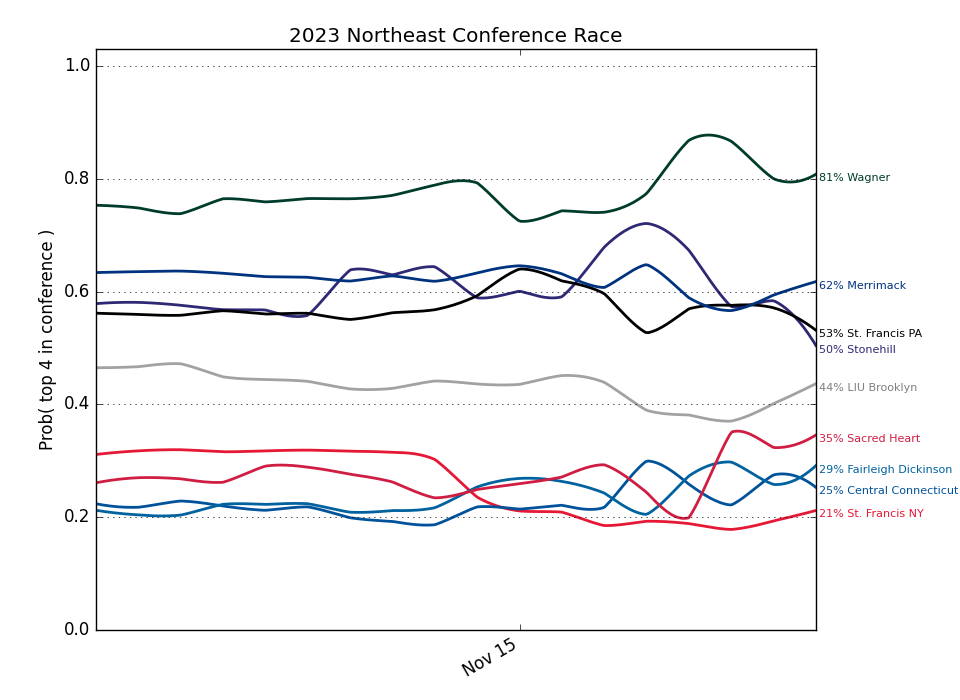 2023 Northeast Conference Race
1.0
0.8
0.6
0.4
0.2
0.0
Prob( top 4 in conference )
Nov 15
81% Wagner
62% Merrimack
53% St. Francis PA
50% Stonehill
44% LIU Brooklyn
35% Sacred Heart
29% Fairleigh Dickinson
25% Central Connecticut
21% St. Francis NY